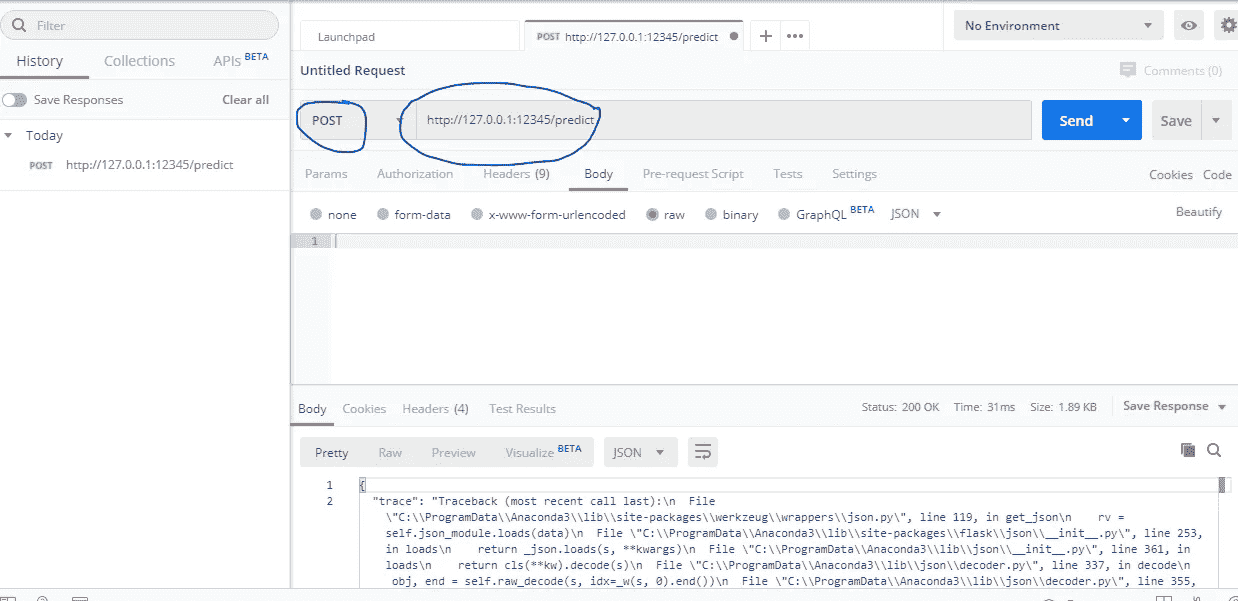 Filter
History Collections APIs BETA
Save Responses Clear all
Today
POST http://127.0.0.1:12345/predict
Launchpad
POST http://127.0.0.1:12345/predict
No Environment
Untitled Request
Comments (0)
POST http://127.0.0.1:12345/predict
Send Save
Params Authorization Headers (9) Body Pre-request Script Tests Settings Cookies Code
none form-data x-www-form-urlencoded raw binary GraphQL BETA JSON Beautify
1
Body Cookies Headers (4) Test Results Status: 200 OK Time: 31ms Size: 1.89 KB Save Response
Pretty Raw Preview Visualize BETA JSON
1 {
2 "trace": "Traceback (most recent call last):\n  File
\"C:\\ProgramData\\Anaconda3\\lib\\site-packages\\werkzeug\\wrappers\\json.py\", line 119, in get_json\n    rv =
self.json_module.loads(data)\n  File \"C:\\ProgramData\\Anaconda3\\lib\\site-packages\\flask\\json\\__init__.py\", line 253,
in loads\n    return _json.loads(s, **kwargs)\n  File \"C:\\ProgramData\\Anaconda3\\lib\\json\\__init__.py\", line 361, in
loads\n    return cls(**kw).decode(s)\n  File \"C:\\ProgramData\\Anaconda3\\lib\\json\\decoder.py\", line 337, in decode\n
obj, end = self.raw_decode(s, idx=_w(s, 0).end())\n  File \"C:\\ProgramData\\Anaconda3\\lib\\json\\decoder.py\", line 355,